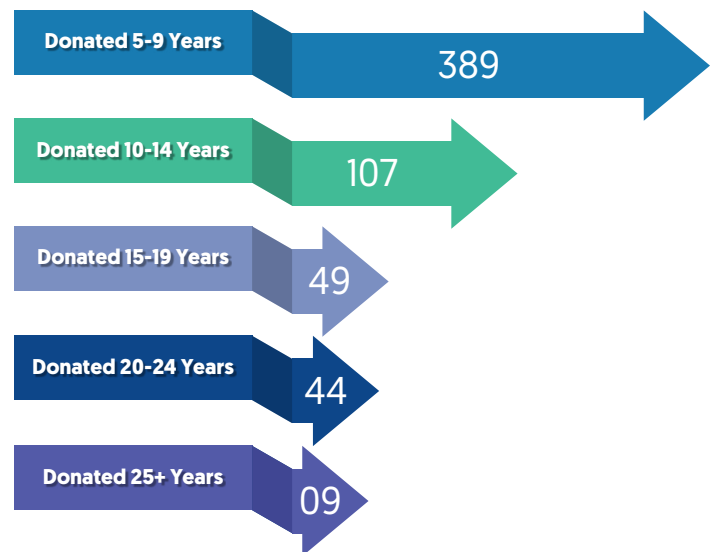 Donated 5-9 Years
389
Donated 10-14 Years
107
Donated 15-19 Years
49
Donated 20-24 Years
44
Donated 25+ Years
09